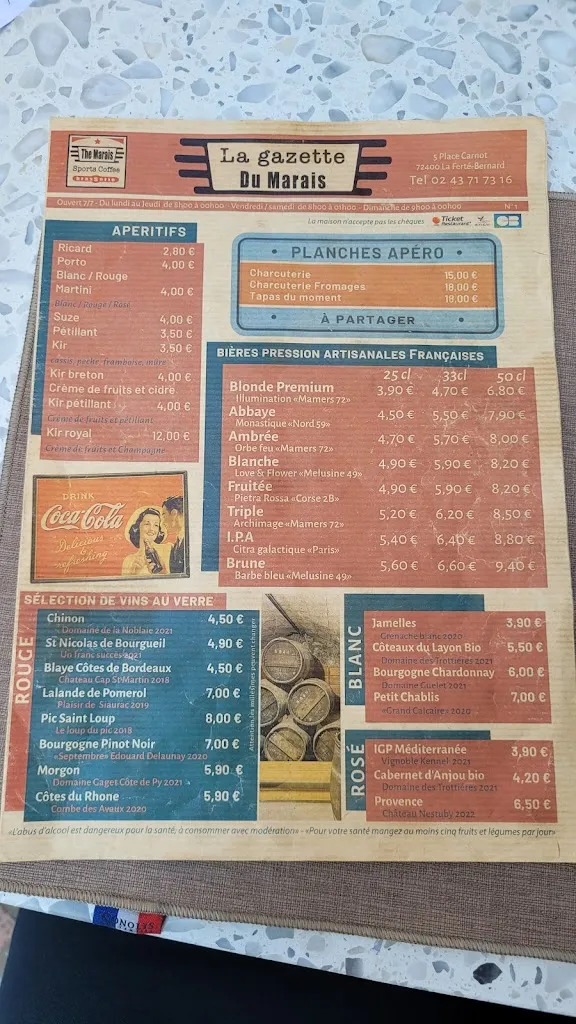 The Marais
Sports Coffee
La gazette
Du Marais
5 Place Carnot
72400 La Ferté-Bernard
Tel 02 43 71 73 16
Ouvert 7/7 - Du lundi au Jeudi de 8h00 à 00h00 - Vendredi / samedi de 8h00 à 01h00 - Dimanche de 9h00 à 00h00
N°1
La maison n'accepte pas les chèques
Ticket Restaurant
CB
APERITIFS
Ricard 2,80 €
Porto 4,00 €
Blanc / Rouge
Martini 4,00 €
Blanc / Rouge / Rosé
Suze 4,00 €
Pétillant 3,50 €
Kir 3,50 €
cassis, peche, framboise, mûre
Kir breton 4,00 €
Crème de fruits et cidre
Kir pétillant 4,00 €
Crème de fruits et pétillant
Kir royal 12,00 €
Crème de fruits et Champagne
PLANCHES APÉRO
Charcuterie 15,00 €
Charcuterie Fromages 18,00 €
Tapas du moment 18,00 €
À PARTAGER
BIÈRES PRESSION ARTISANALES FRANÇAISES
25 cl 33cl 50 cl
Blonde Premium 3,90 € 4,70 € 6,80 €
Illumination «Mamers 72»
Abbaye 4,50 € 5,50 € 7,90 €
Monastique «Nord 59»
Ambrée 4,70 € 5,70 € 8,00 €
Orbe feu «Mamers 72»
Blanche 4,90 € 5,90 € 8,20 €
Love & Flower «Melusine 49»
Fruitée 4,90 € 5,90 € 8,20 €
Pietra Rossa «Corse 2B»
Triple 5,20 € 6,20 € 8,50 €
Archimage «Mamers 72»
I.P.A 5,40 € 6,40 € 8,80 €
Citra galactique «Paris»
Brune 5,60 € 6,60 € 9,40 €
Barbe bleu «Melusine 49»
DRINK
Coca-Cola
Delicious and refreshing
SÉLECTION DE VINS AU VERRE
ROUGE
Chinon 4,50 €
Domaine de la Noblaie 2021
St Nicolas de Bourgueil 4,90 €
Un franc succès 2021
Blaye Côtes de Bordeaux 4,50 €
Chateau Cap St Martin 2018
Lalande de Pomerol 7,00 €
Plaisir de Siaurac 2019
Pic Saint Loup 8,00 €
Le loup du pic 2018
Bourgogne Pinot Noir 7,00 €
«Septembre» Edouard Delaunay 2020
Morgon 5,90 €
Domaine Gaget Côte de Py 2021
Côtes du Rhone 5,90 €
Combe des Aveux 2020
Attention, les millésimes peuvent changer
BLANC
Jamelles 3,90 €
Grenache blanc 2020
Côteaux du Layon Bio 5,50 €
Domaine des Trottières 2021
Bourgogne Chardonnay 6,00 €
Domaine Guelet 2021
Petit Chablis 7,00 €
«Grand Calcaire» 2020
ROSÉ
IGP Méditerranée 3,90 €
Vignoble Kennel 2021
Cabernet d'Anjou bio 4,20 €
Domaine des Trottières 2021
Provence 6,50 €
Château Nestuby 2022
«L'abus d'alcool est dangereux pour la santé, à consommer avec modération» - «Pour votre santé mangez au moins cinq fruits et légumes par jour»